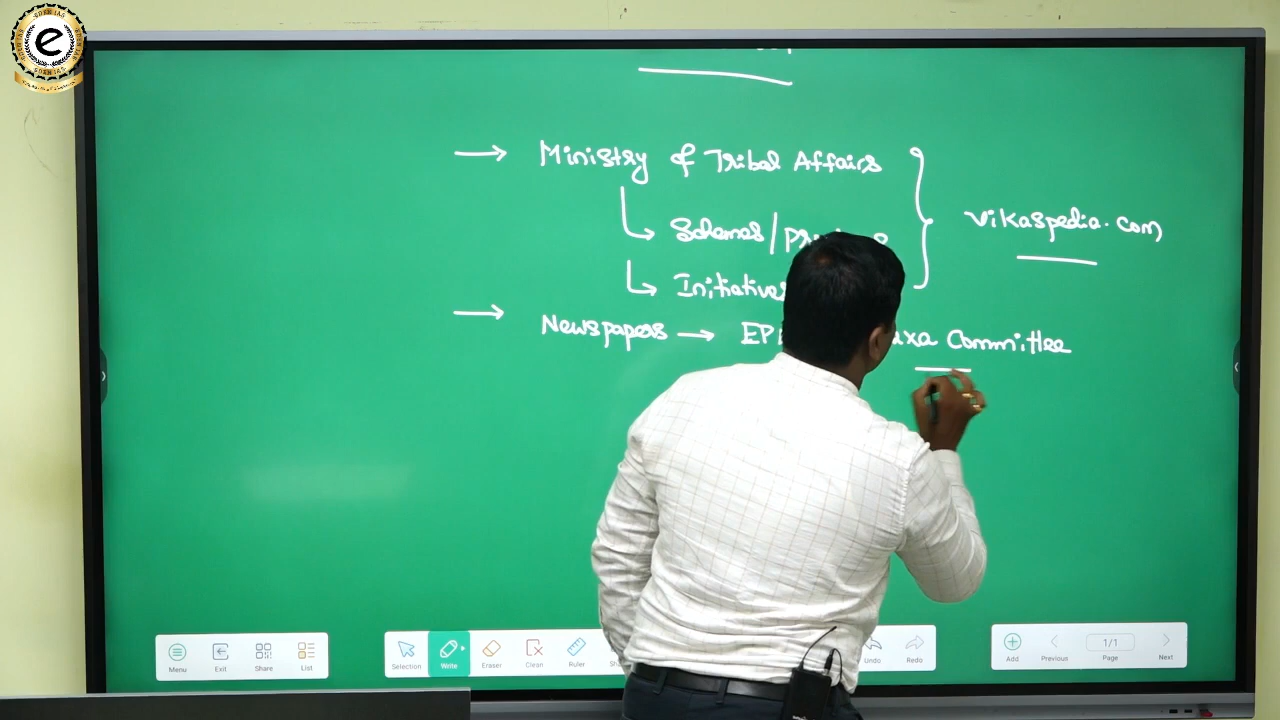 e
→ Ministry of Tribal Affairs
Schemes/
vikaspedia.com
Initiatives
→ Newspapers → EP
Committee
Menu
Exit
Share
List
Selection
Write
Eraser
Clean
Ruler
Undo
Redo
Add
Previous
1/1
Page
Next